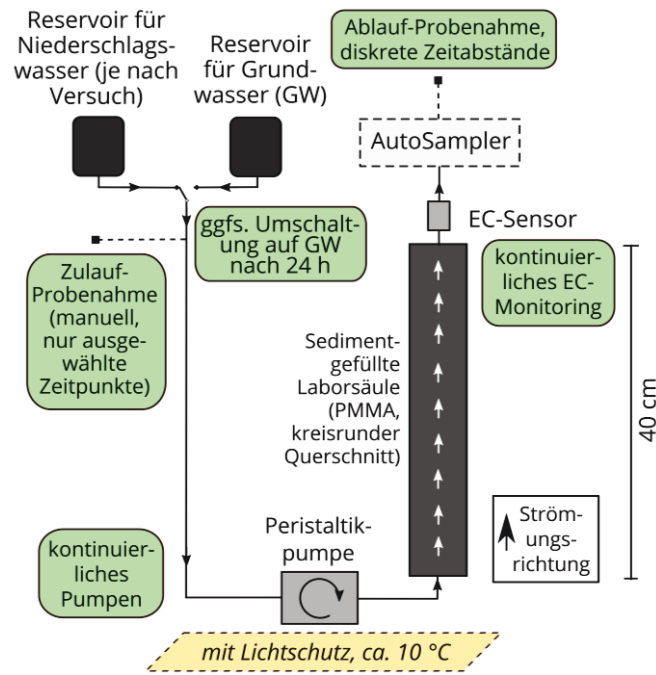 Reservoir für
Niederschlags-
wasser (je nach
Versuch)
Reservoir
für Grund-
wasser (GW)
Ablauf-Probenahme,
diskrete Zeitabstände
AutoSampler
EC-Sensor
ggfs. Umschalt-
ung auf GW
nach 24 h
Zulauf-
Probenahme
(manuell,
nur ausge-
wählte
Zeitpunkte)
kontinuier-
liches EC-
Monitoring
Sediment-
gefüllte
Laborsäule
(PMMA,
kreisrunder
Querschnitt)
40 cm
Peristaltik-
pumpe
kontinuier-
liches
Pumpen
Ström-
ungs-
richtung
mit Lichtschutz, ca. 10 °C